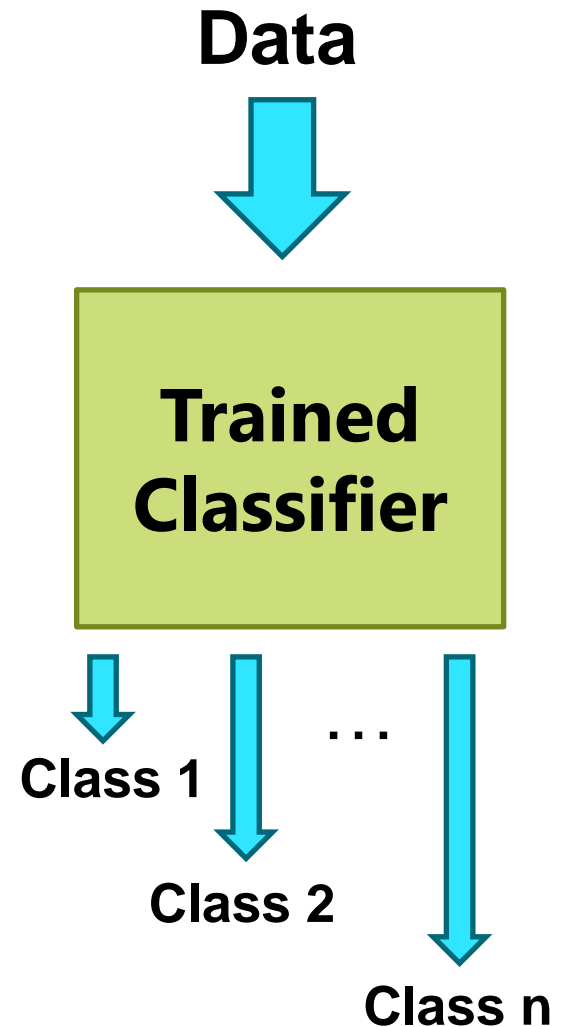 Data
Trained
Classifier
...
Class 1
Class 2
Class n